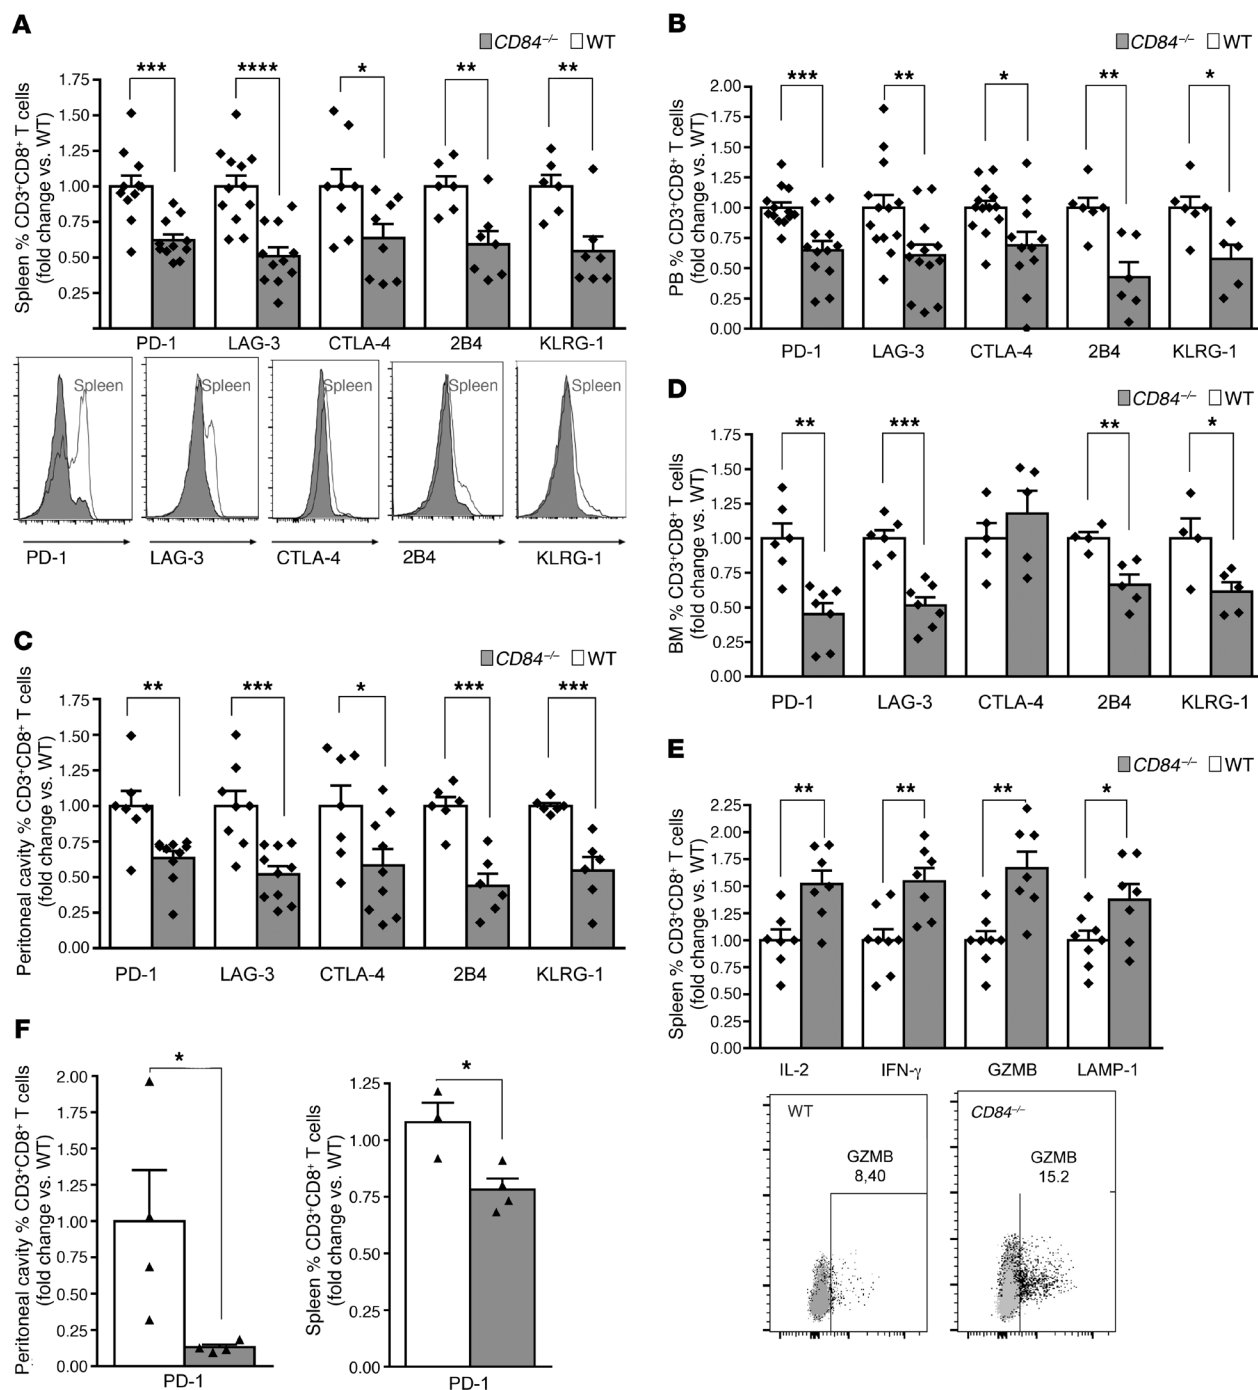 A
CD84⁻/⁻ WT
Spleen % CD3⁺CD8⁺ T cells
(fold change vs. WT)
1.75
1.50
1.25
1.00
0.75
0.50
0.25
*** **** * ** **
PD-1 LAG-3 CTLA-4 2B4 KLRG-1
Spleen Spleen Spleen Spleen Spleen
PD-1 LAG-3 CTLA-4 2B4 KLRG-1
B
CD84⁻/⁻ WT
PB % CD3⁺CD8⁺ T cells
(fold change vs. WT)
2.00
1.75
1.50
1.25
1.00
0.75
0.50
0.25
0.00
*** ** * ** *
PD-1 LAG-3 CTLA-4 2B4 KLRG-1
C
CD84⁻/⁻ WT
Peritoneal cavity % CD3⁺CD8⁺ T cells
(fold change vs. WT)
1.75
1.50
1.25
1.00
0.75
0.50
0.25
0.00
** *** * *** ***
PD-1 LAG-3 CTLA-4 2B4 KLRG-1
D
CD84⁻/⁻ WT
BM % CD3⁺CD8⁺ T cells
(fold change vs. WT)
1.75
1.50
1.25
1.00
0.75
0.50
0.25
0.00
** *** ** *
PD-1 LAG-3 CTLA-4 2B4 KLRG-1
E
CD84⁻/⁻ WT
Spleen % CD3⁺CD8⁺ T cells
(fold change vs. WT)
2.25
2.00
1.75
1.50
1.25
1.00
0.75
0.50
0.25
0.00
** ** ** *
IL-2 IFN-γ GZMB LAMP-1
WT
GZMB
8,40
CD84⁻/⁻
GZMB
15.2
F
Peritoneal cavity % CD3⁺CD8⁺ T cells
(fold change vs. WT)
2.00
1.75
1.50
1.25
1.00
0.75
0.50
0.25
0.00
*
PD-1
Spleen % CD3⁺CD8⁺ T cells
(fold change vs. WT)
1.25
1.00
0.75
0.50
0.25
0.00
*
PD-1